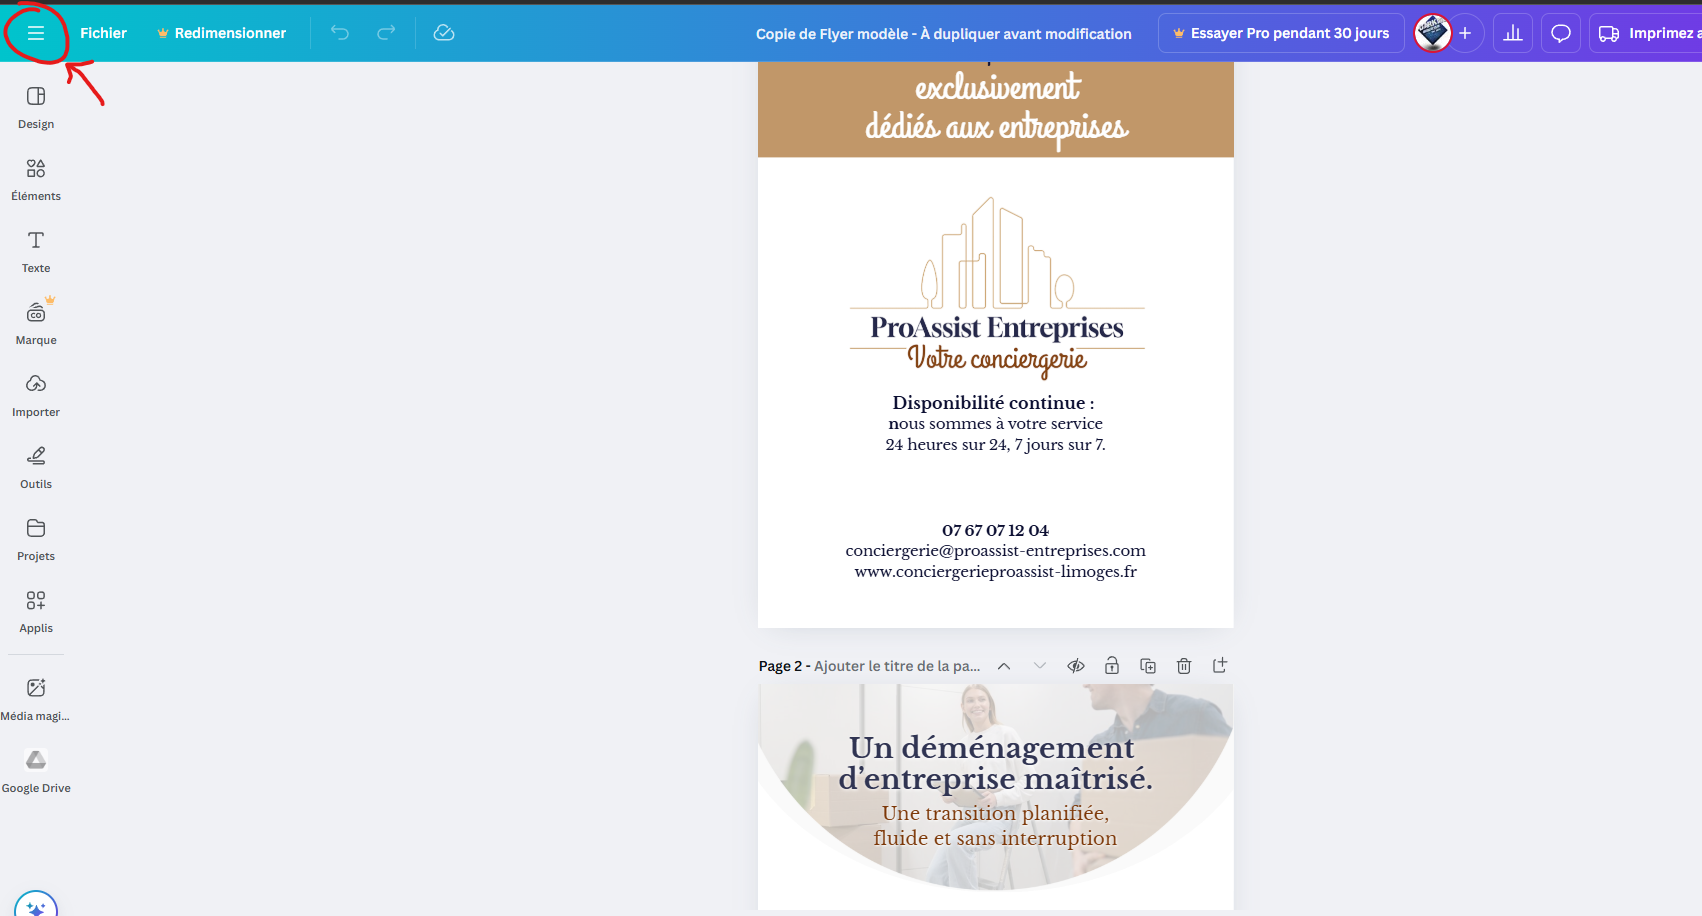 Fichier
Redimensionner
Copie de Flyer modèle - À dupliquer avant modification
Essayer Pro pendant 30 jours
Imprimez a
Design
Éléments
Texte
Marque
Importer
Outils
Projets
Applis
Média magi...
Google Drive
exclusivement
dédiés aux entreprises
ProAssist Entreprises
Votre conciergerie
Disponibilité continue :
nous sommes à votre service
24 heures sur 24, 7 jours sur 7.
07 67 07 12 04
conciergerie@proassist-entreprises.com
www.conciergerieproassist-limoges.fr
Page 2 - Ajouter le titre de la pa...
Un déménagement
d’entreprise maîtrisé.
Une transition planifiée,
fluide et sans interruption